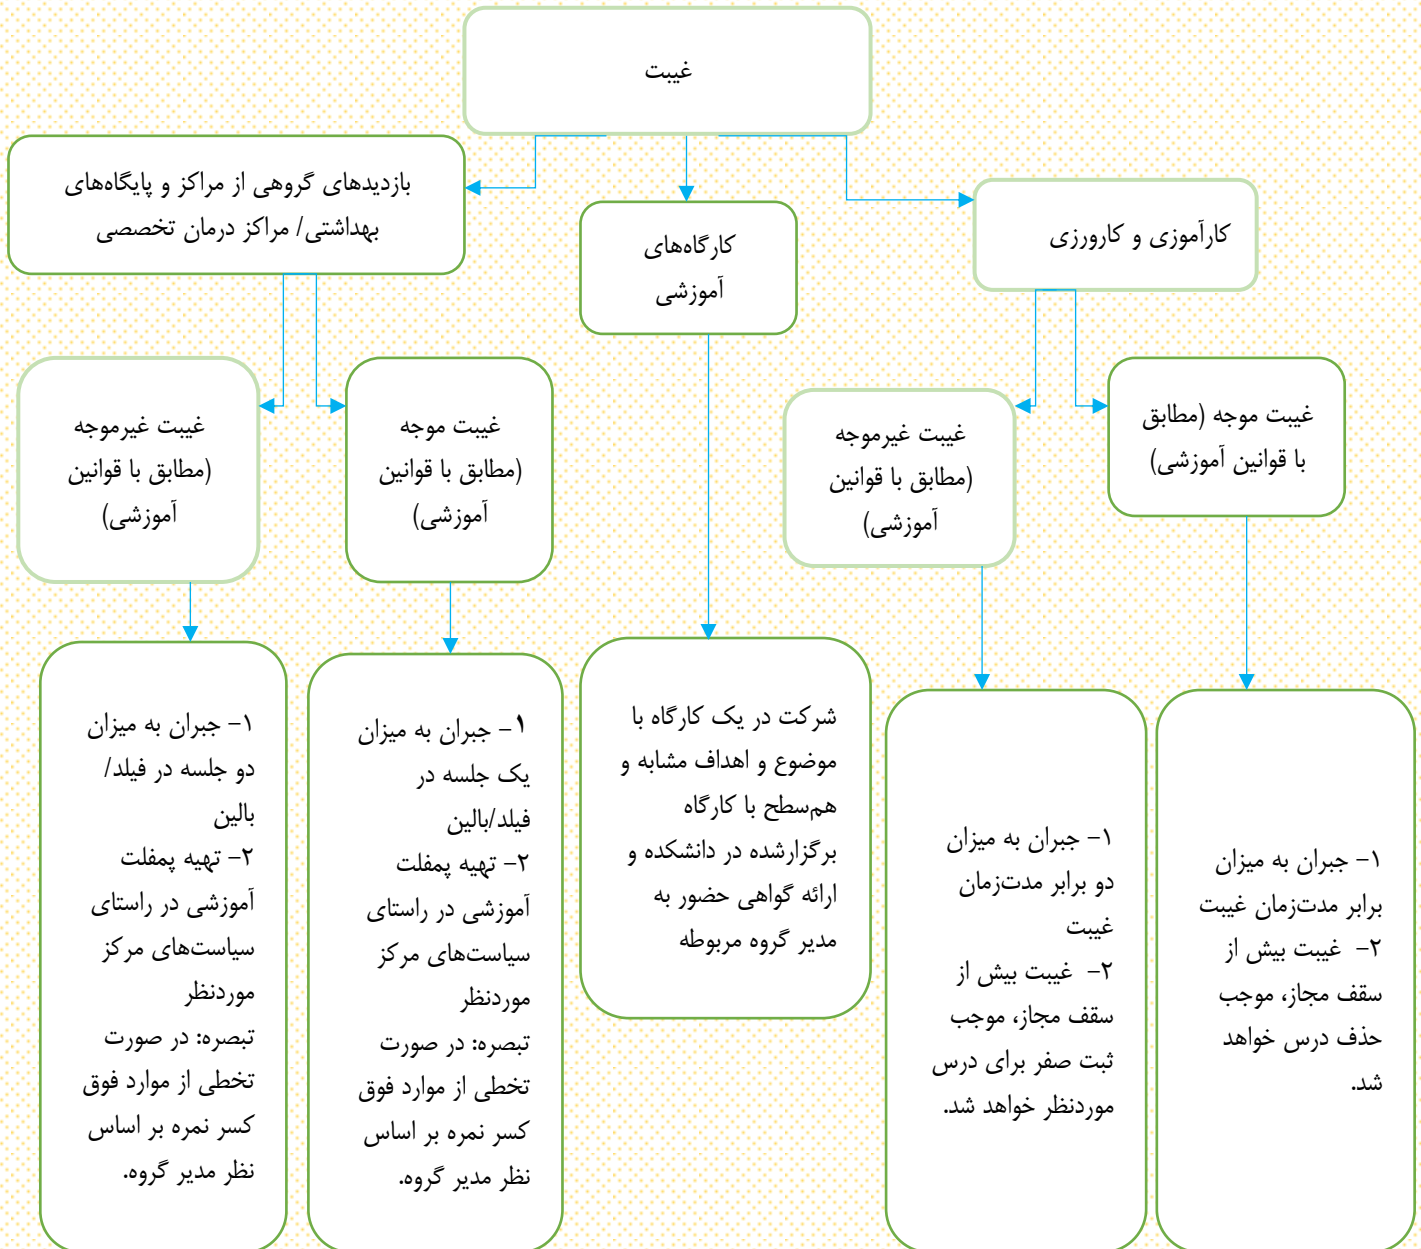 غیبت
کارآموزی و کارورزی
کارگاه‌های
آموزشی
بازدیدهای گروهی از مراکز و پایگاه‌های
بهداشتی/ مراکز درمان تخصصی
غیبت موجه (مطابق
با قوانین آموزشی)
غیبت غیرموجه
(مطابق با قوانین
آموزشی)
غیبت موجه
(مطابق با قوانین
آموزشی)
غیبت غیرموجه
(مطابق با قوانین
آموزشی)
۱- جبران به میزان
برابر مدت‌زمان غیبت
۲- غیبت بیش از
سقف مجاز، موجب
حذف درس خواهد
شد.
۱- جبران به میزان
دو برابر مدت‌زمان
غیبت
۲- غیبت بیش از
سقف مجاز، موجب
ثبت صفر برای درس
موردنظر خواهد شد.
شرکت در یک کارگاه با
موضوع و اهداف مشابه و
هم‌سطح با کارگاه
برگزارشده در دانشکده و
ارائه گواهی حضور به
مدیر گروه مربوطه
۱- جبران به میزان
یک جلسه در
فیلد/بالین
۲- تهیه پمفلت
آموزشی در راستای
سیاست‌های مرکز
موردنظر
تبصره: در صورت
تخطی از موارد فوق
کسر نمره بر اساس
نظر مدیر گروه.
۱- جبران به میزان
دو جلسه در فیلد/
بالین
۲- تهیه پمفلت
آموزشی در راستای
سیاست‌های مرکز
موردنظر
تبصره: در صورت
تخطی از موارد فوق
کسر نمره بر اساس
نظر مدیر گروه.